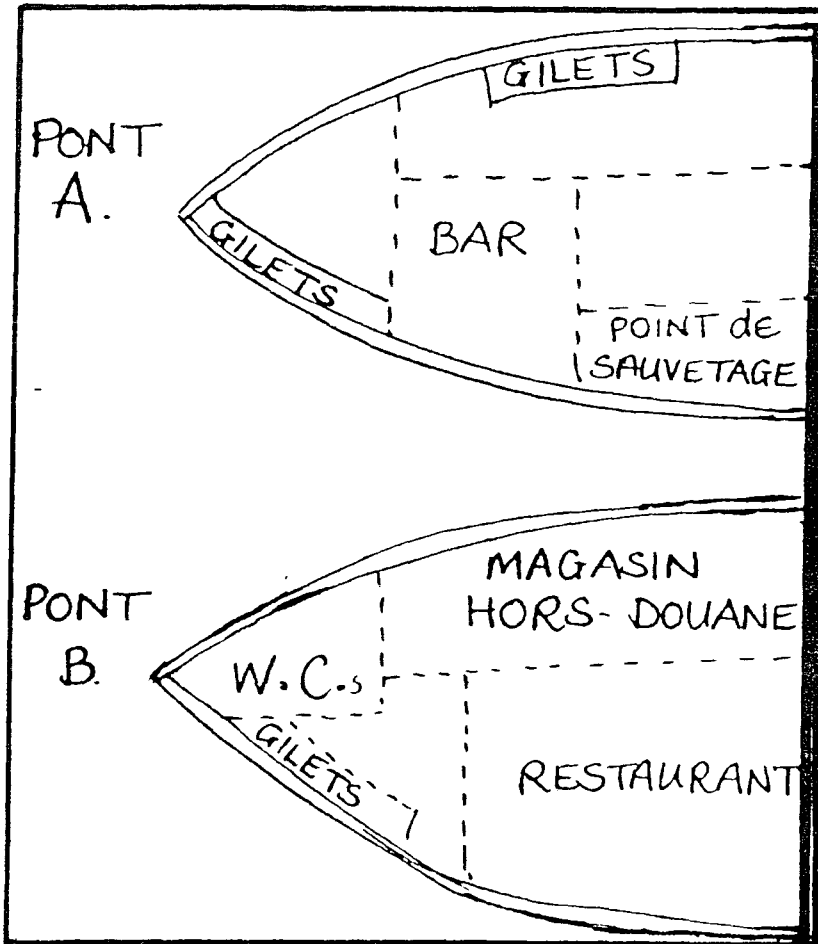 PONT
A.
GILETS
GILETS
BAR
POINT de
SAUVETAGE
PONT
B.
MAGASIN
HORS-DOUANE
W.C.s
GILETS
RESTAURANT